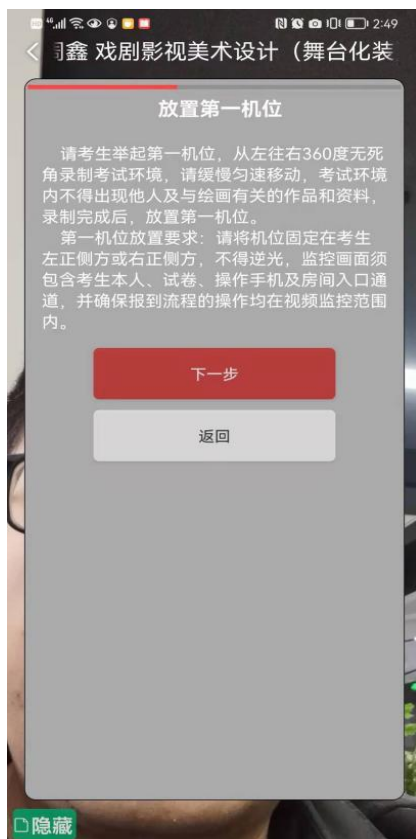 2:49
鑫 戏剧影视美术设计（舞台化装
放置第一机位
请考生举起第一机位，从左往右360度无死
角录制考试环境，请缓慢匀速移动，考试环境
内不得出现他人及与绘画有关的作品和资料，
录制完成后，放置第一机位。
第一机位放置要求：请将机位固定在考生
左正侧方或右正侧方，不得逆光，监控画面须
包含考生本人、试卷、操作手机及房间入口通
道，并确保报到流程的操作均在视频监控范围
内。
下一步
返回
隐藏